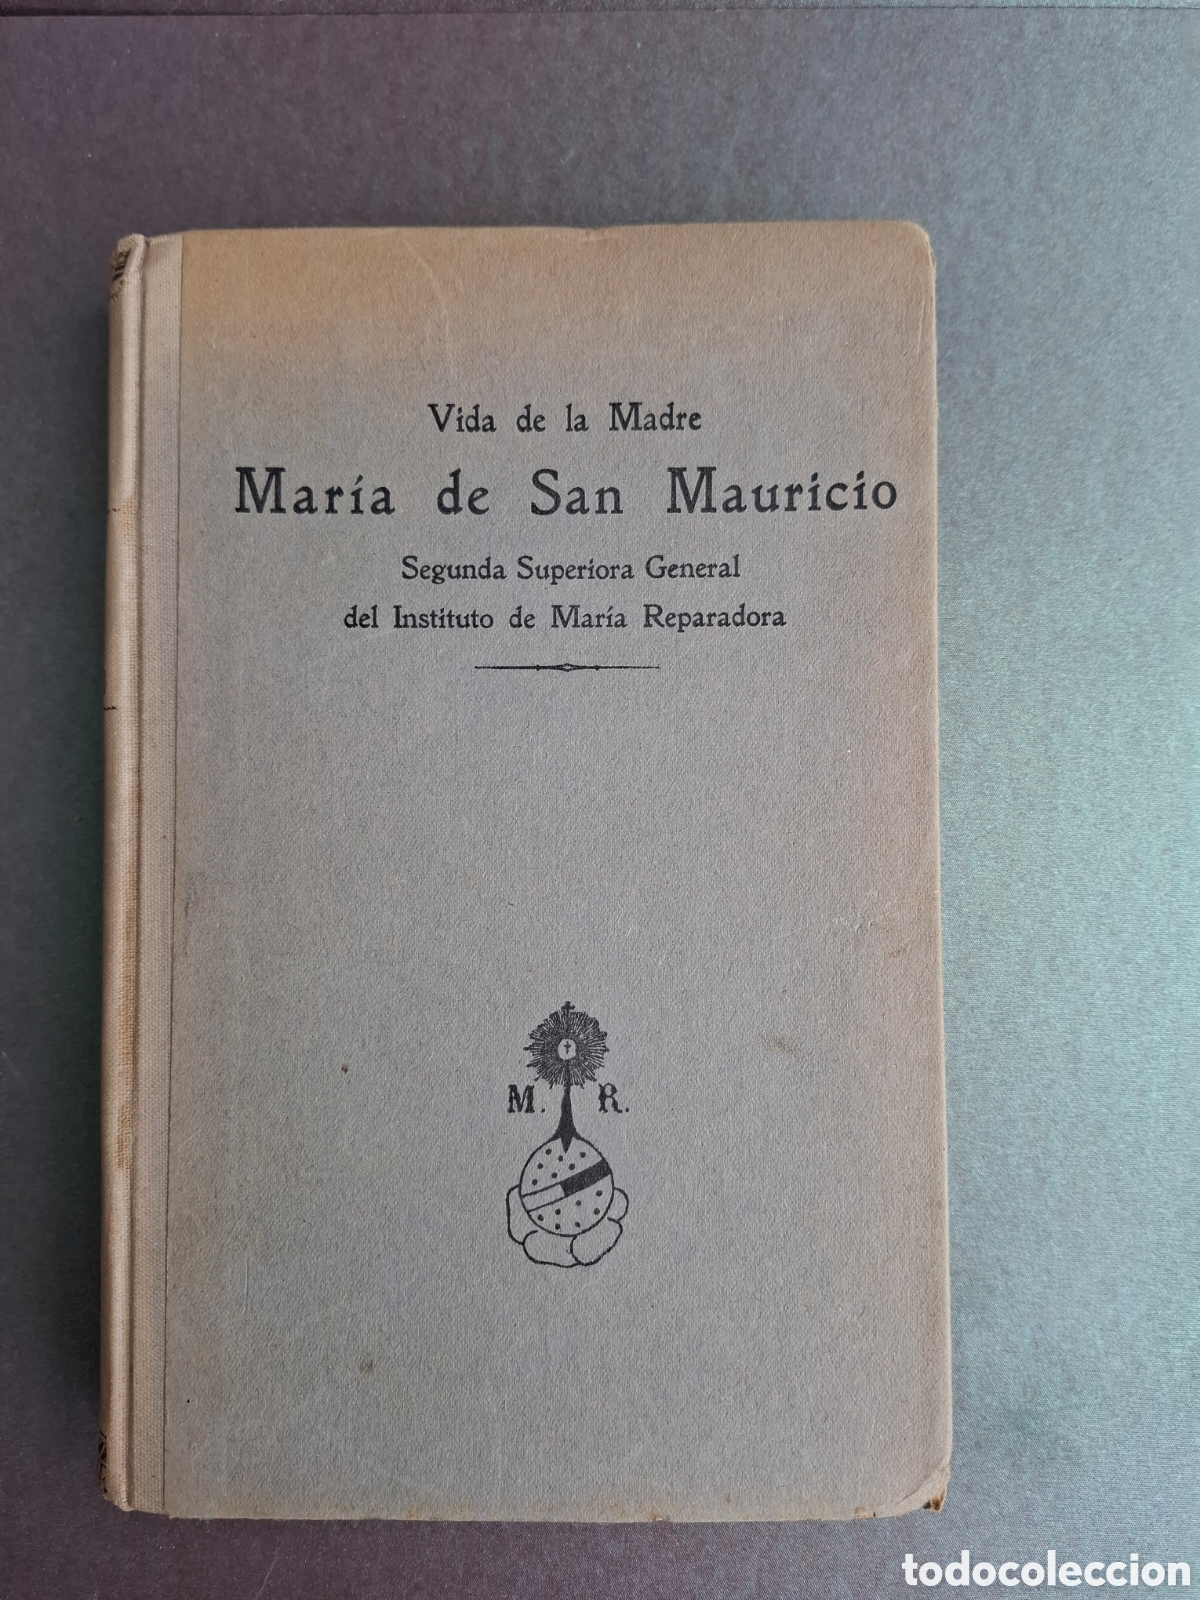 Vida de la Madre
María de San Mauricio
Segunda Superiora General
del Instituto de María Reparadora
M. R.
todocoleccion